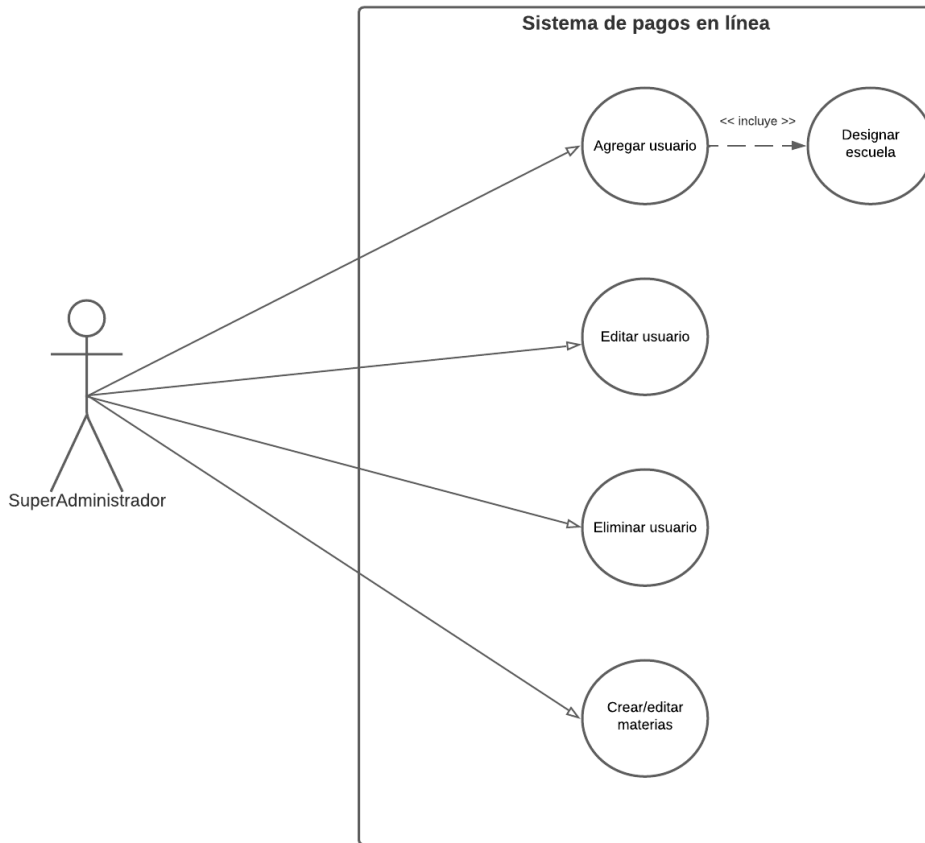 Sistema de pagos en línea
Agregar usuario
<< incluye >>
Designar
escuela
Editar usuario
SuperAdministrador
Eliminar usuario
Crear/editar
materias